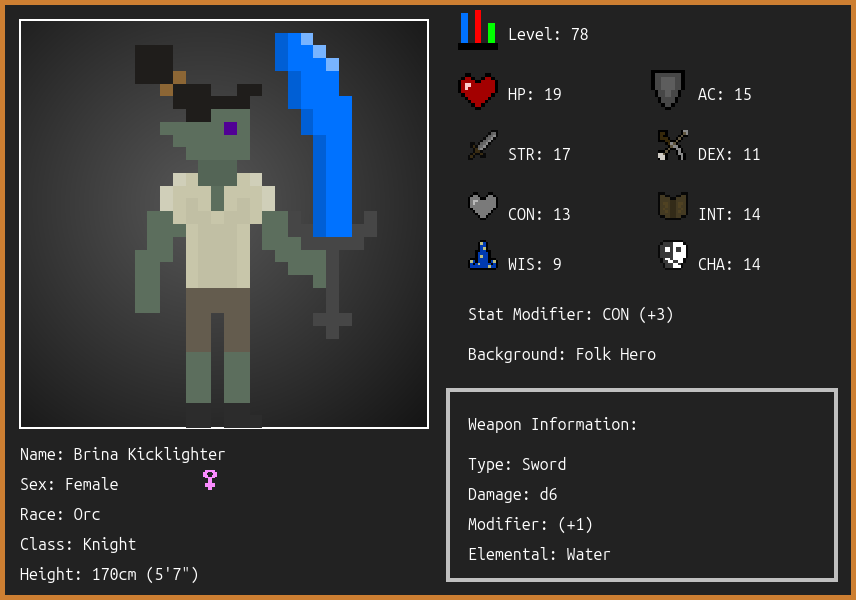 Level: 78
HP: 19
AC: 15
STR: 17
DEX: 11
CON: 13
INT: 14
WIS: 9
CHA: 14
Stat Modifier: CON (+3)
Background: Folk Hero
Weapon Information:
Type: Sword
Damage: d6
Modifier: (+1)
Elemental: Water
Name: Brina Kicklighter
Sex: Female
Race: Orc
Class: Knight
Height: 170cm (5'7")